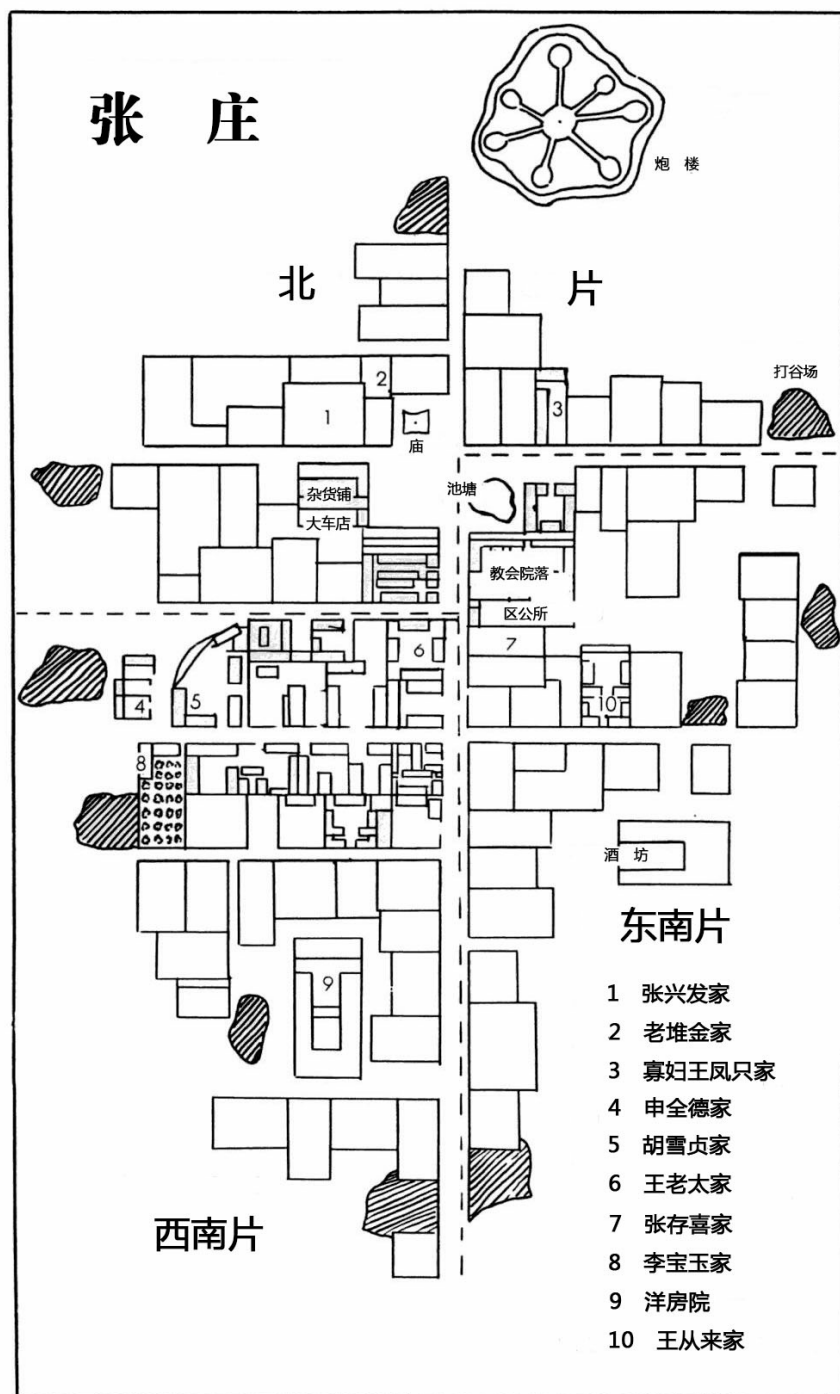 张 庄
炮 楼
北 片
打谷场
2
1
3
庙
杂货铺
池塘
大车店
教会院落
区公所
6
7
5
4
10
8
酒 坊
东南片
9
1 张兴发家
2 老堆金家
3 寡妇王凤只家
4 申全德家
5 胡雪贞家
6 王老太家
7 张存喜家
8 李宝玉家
9 洋房院
10 王从来家
西南片